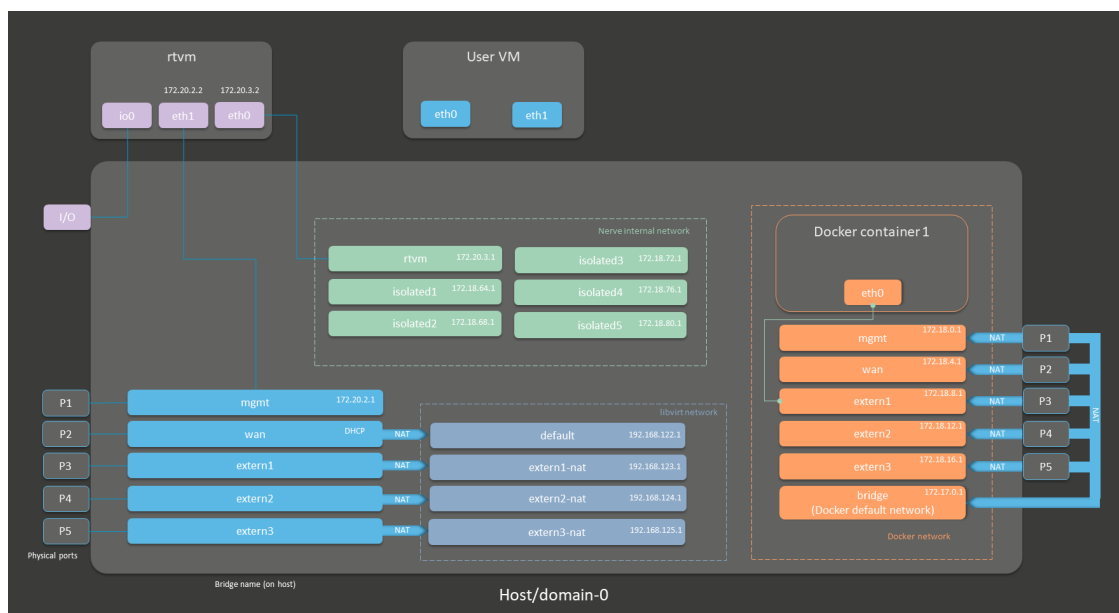 rtvm
172.20.2.2
172.20.3.2
io0
eth1
eth0
User VM
eth0
eth1
I/O
Nerve internal network
rtvm 172.20.3.1
isolated1 172.18.64.1
isolated2 172.18.68.1
isolated3 172.18.72.1
isolated4 172.18.76.1
isolated5 172.18.80.1
Docker container 1
eth0
mgmt 172.18.0.1
wan 172.18.4.1
extern1 172.18.8.1
extern2 172.18.12.1
extern3 172.18.16.1
bridge 172.17.0.1
(Docker default network)
Docker network
NAT
NAT
NAT
NAT
NAT
P1
P2
P3
P4
P5
NAT
P1
P2
P3
P4
P5
Physical ports
mgmt 172.20.2.1
wan DHCP
extern1
extern2
extern3
Bridge name (on host)
NAT
NAT
NAT
NAT
libvirt network
default 192.168.122.1
extern1-nat 192.168.123.1
extern2-nat 192.168.124.1
extern3-nat 192.168.125.1
Host/domain-0